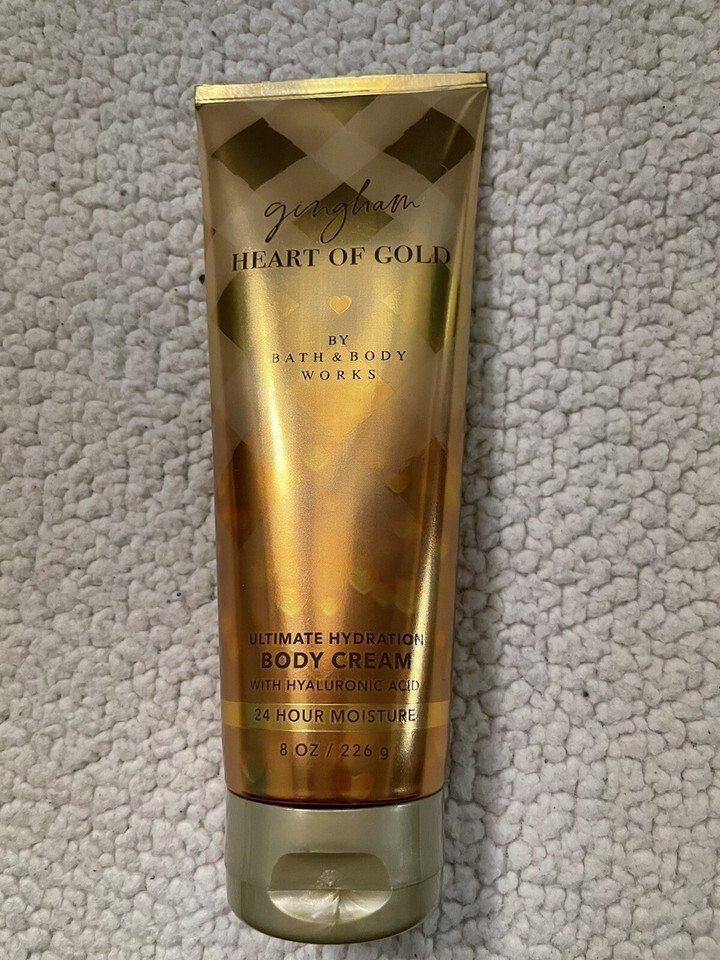 gingham
HEART OF GOLD
BY
BATH & BODY
WORKS
ULTIMATE HYDRATION
BODY CREAM
WITH HYALURONIC ACID
24 HOUR MOISTURE
8 OZ / 226 g